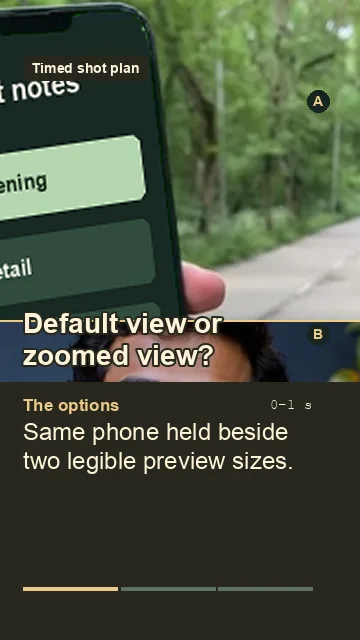 Timed shot plan
t notes
A
ening
etail
Default view or
zoomed view?
B
The options
0–1 s
Same phone held beside
two legible preview sizes.